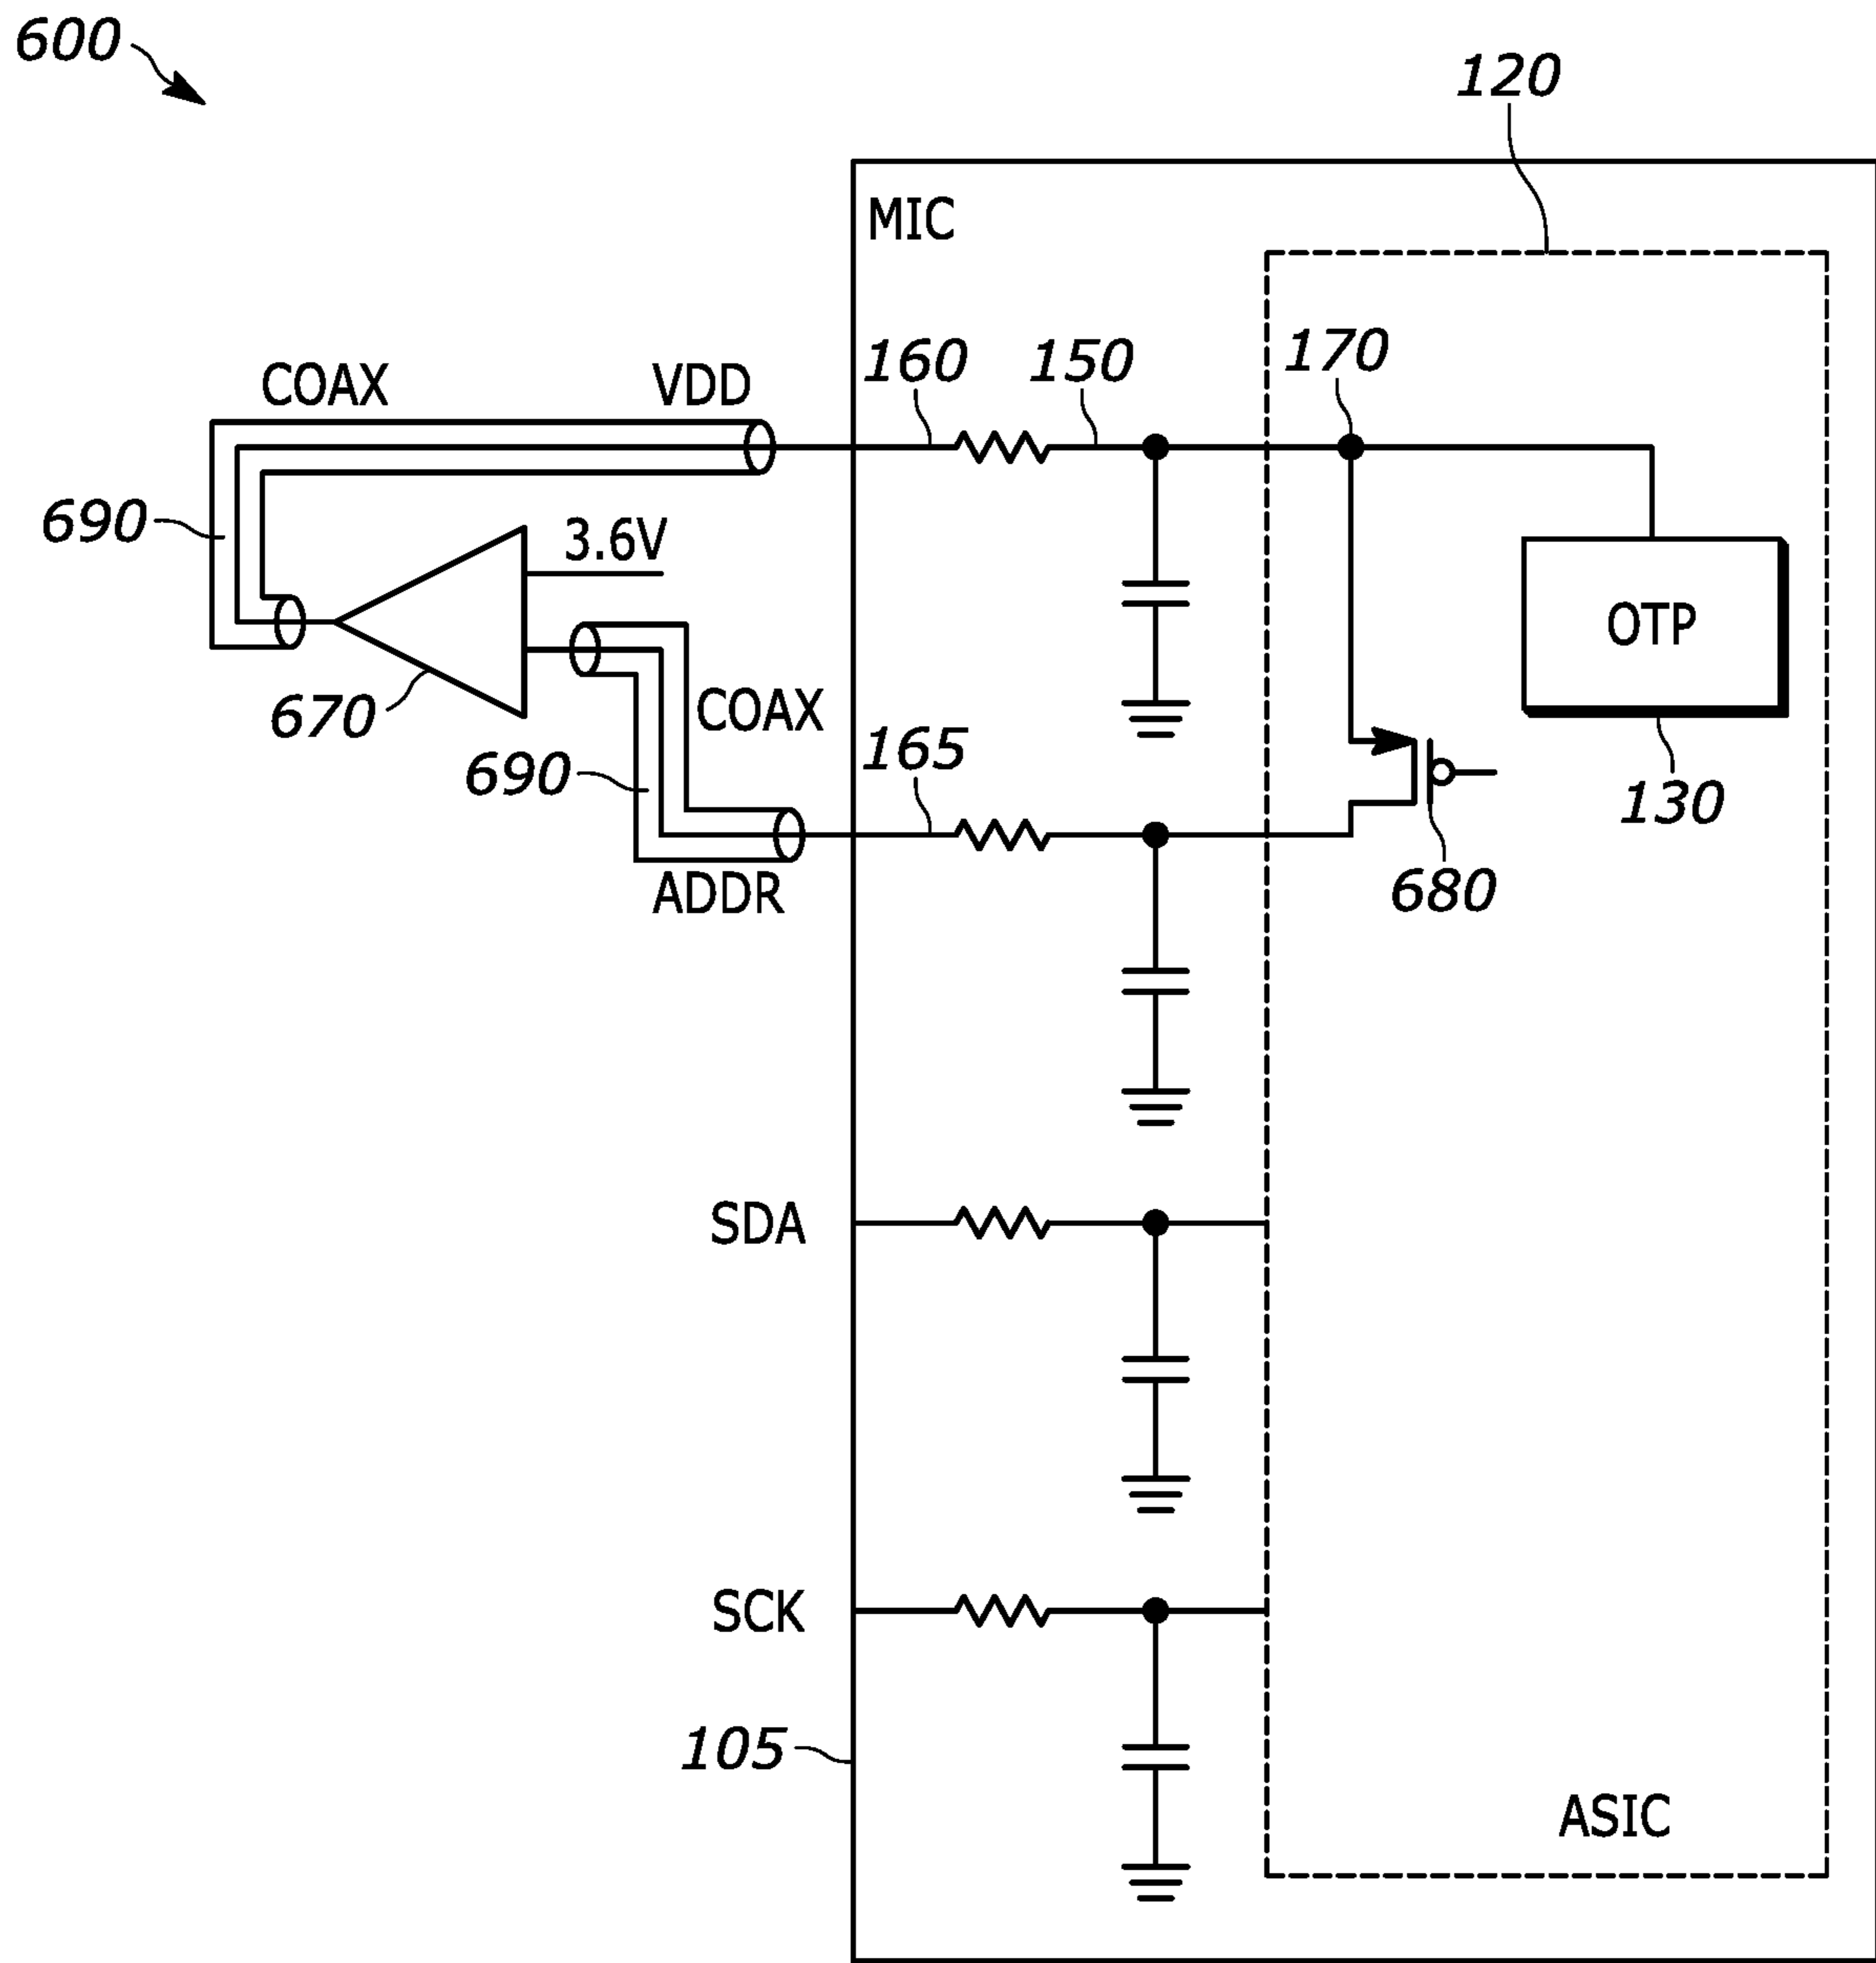 600
120
MIC
160
150
170
COAX
VDD
690
3.6V
OTP
670
COAX
165
690
130
ADDR
680
SDA
SCK
105
ASIC